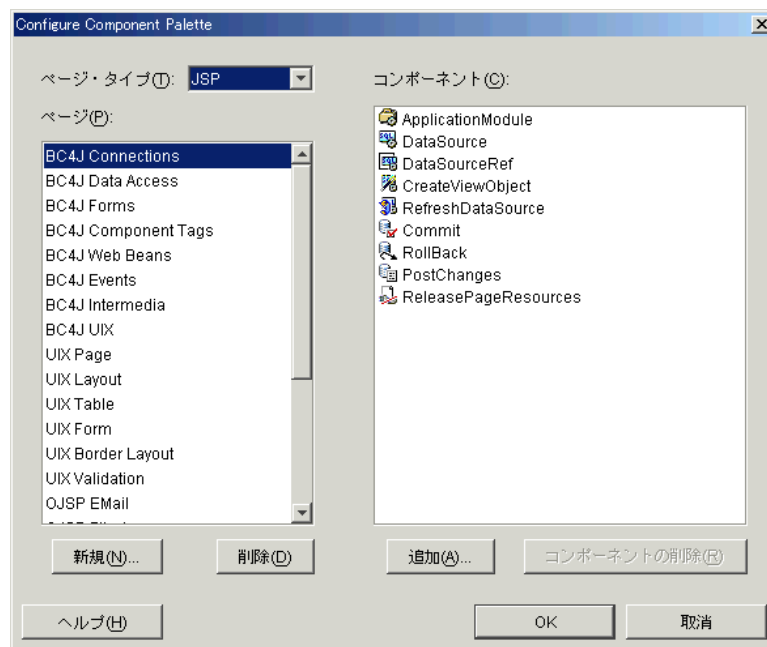 Configure Component Palette
ページ・タイプ(T): JSP
ページ(P):
BC4J Connections
BC4J Data Access
BC4J Forms
BC4J Component Tags
BC4J Web Beans
BC4J Events
BC4J Intermedia
BC4J UIX
UIX Page
UIX Layout
UIX Table
UIX Form
UIX Border Layout
UIX Validation
OJSP EMail
新規(N)...
削除(D)
コンポーネント(C):
ApplicationModule
DataSource
DataSourceRef
CreateViewObject
RefreshDataSource
Commit
RollBack
PostChanges
ReleasePageResources
追加(A)...
コンポーネントの削除(R)
ヘルプ(H)
OK
取消